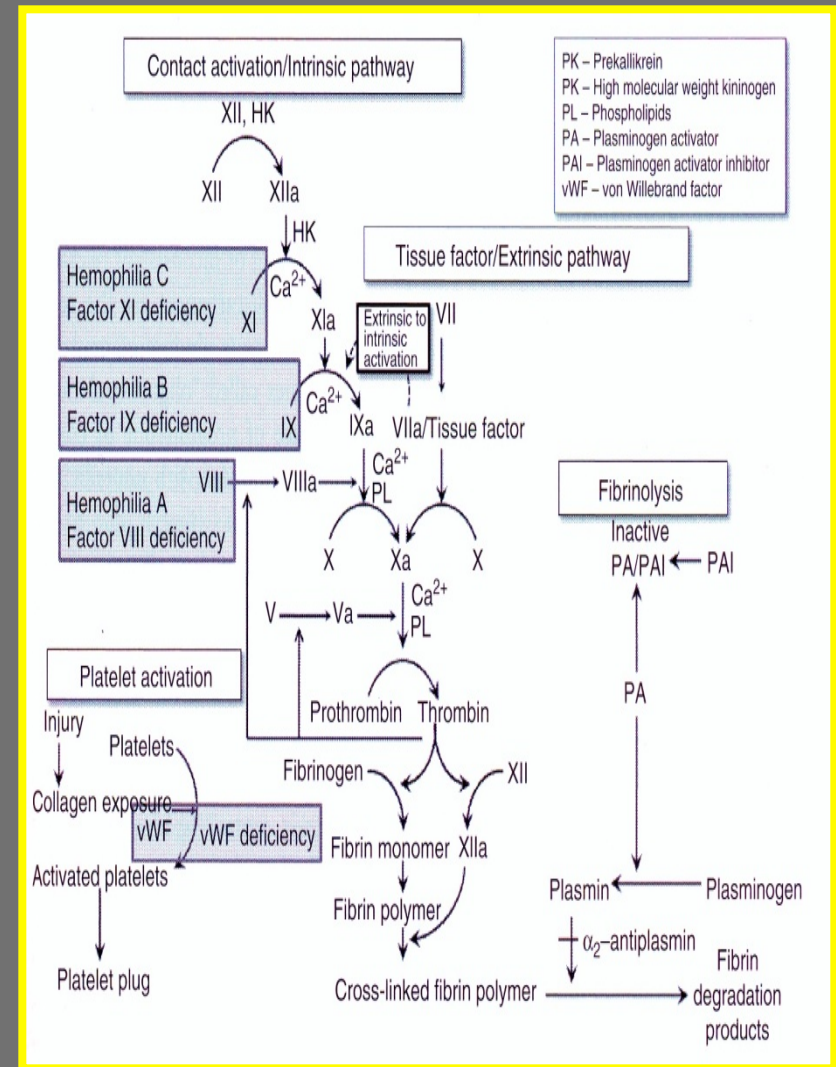 Contact activation/Intrinsic pathway
PK – Prekallikrein
PK – High molecular weight kininogen
PL – Phospholipids
PA – Plasminogen activator
PAI – Plasminogen activator inhibitor
vWF – von Willebrand factor
XII, HK
XII
XIIa
HK
Tissue factor/Extrinsic pathway
Hemophilia C
Factor XI deficiency
XI
Ca2+
XIa
Extrinsic to
intrinsic
activation
VII
Hemophilia B
Factor IX deficiency
IX
Ca2+
IXa
VIIa/Tissue factor
Hemophilia A
Factor VIII deficiency
VIII
VIIIa
Ca2+
PL
X
Xa
X
Fibrinolysis
Inactive
PA/PAI
PAI
V
Va
Ca2+
PL
Platelet activation
Prothrombin
Thrombin
PA
Injury
Platelets
Fibrinogen
XII
Collagen exposure
vWF
vWF deficiency
Fibrin monomer
XIIa
Activated platelets
Fibrin polymer
Plasmin
Plasminogen
α2–antiplasmin
Platelet plug
Cross-linked fibrin polymer
Fibrin
degradation
products